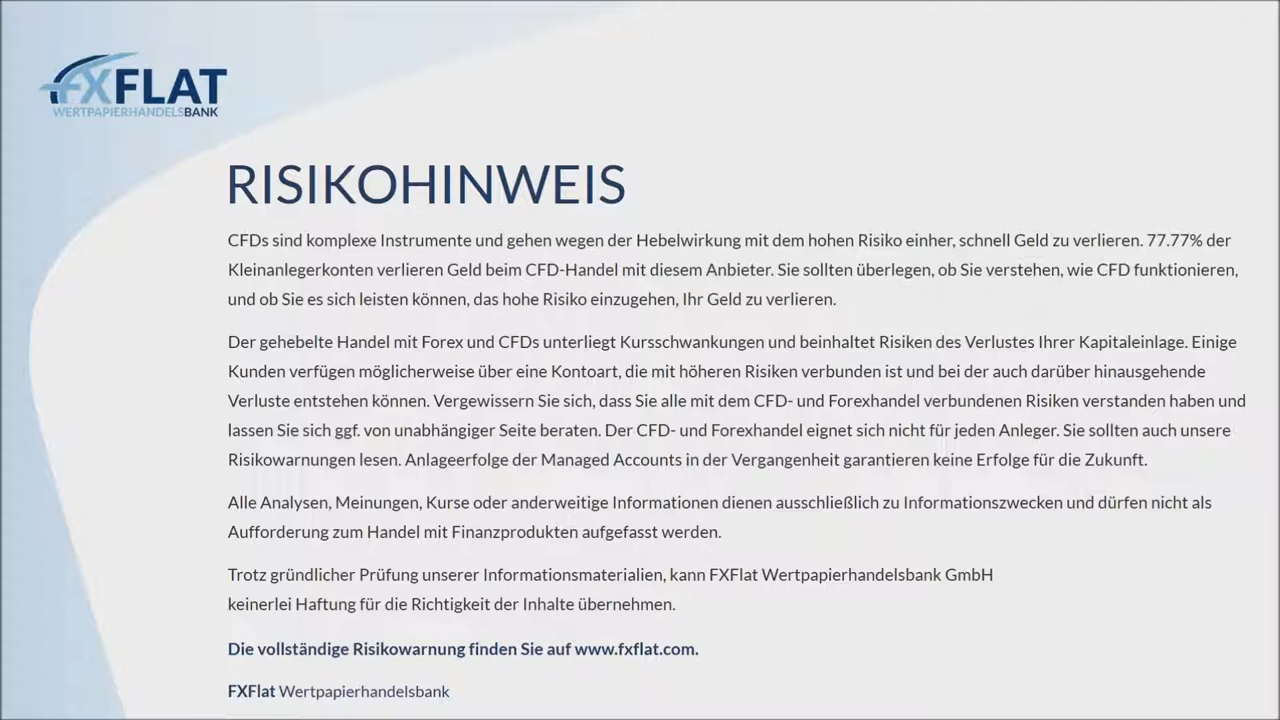 FXFLAT
WERTPAPIERHANDELSBANK
RISIKOHINWEIS
CFDs sind komplexe Instrumente und gehen wegen der Hebelwirkung mit dem hohen Risiko einher, schnell Geld zu verlieren. 77.77% der
Kleinanlegerkonten verlieren Geld beim CFD-Handel mit diesem Anbieter. Sie sollten überlegen, ob Sie verstehen, wie CFD funktionieren,
und ob Sie es sich leisten können, das hohe Risiko einzugehen, Ihr Geld zu verlieren.
Der gehebelte Handel mit Forex und CFDs unterliegt Kursschwankungen und beinhaltet Risiken des Verlustes Ihrer Kapitaleinlage. Einige
Kunden verfügen möglicherweise über eine Kontoart, die mit höheren Risiken verbunden ist und bei der auch darüber hinausgehende
Verluste entstehen können. Vergewissern Sie sich, dass Sie alle mit dem CFD- und Forexhandel verbundenen Risiken verstanden haben und
lassen Sie sich ggf. von unabhängiger Seite beraten. Der CFD- und Forexhandel eignet sich nicht für jeden Anleger. Sie sollten auch unsere
Risikowarnungen lesen. Anlageerfolge der Managed Accounts in der Vergangenheit garantieren keine Erfolge für die Zukunft.
Alle Analysen, Meinungen, Kurse oder anderweitige Informationen dienen ausschließlich zu Informationszwecken und dürfen nicht als
Aufforderung zum Handel mit Finanzprodukten aufgefasst werden.
Trotz gründlicher Prüfung unserer Informationsmaterialien, kann FXFlat Wertpapierhandelsbank GmbH
keinerlei Haftung für die Richtigkeit der Inhalte übernehmen.
Die vollständige Risikowarnung finden Sie auf www.fxflat.com.
FXFlat Wertpapierhandelsbank